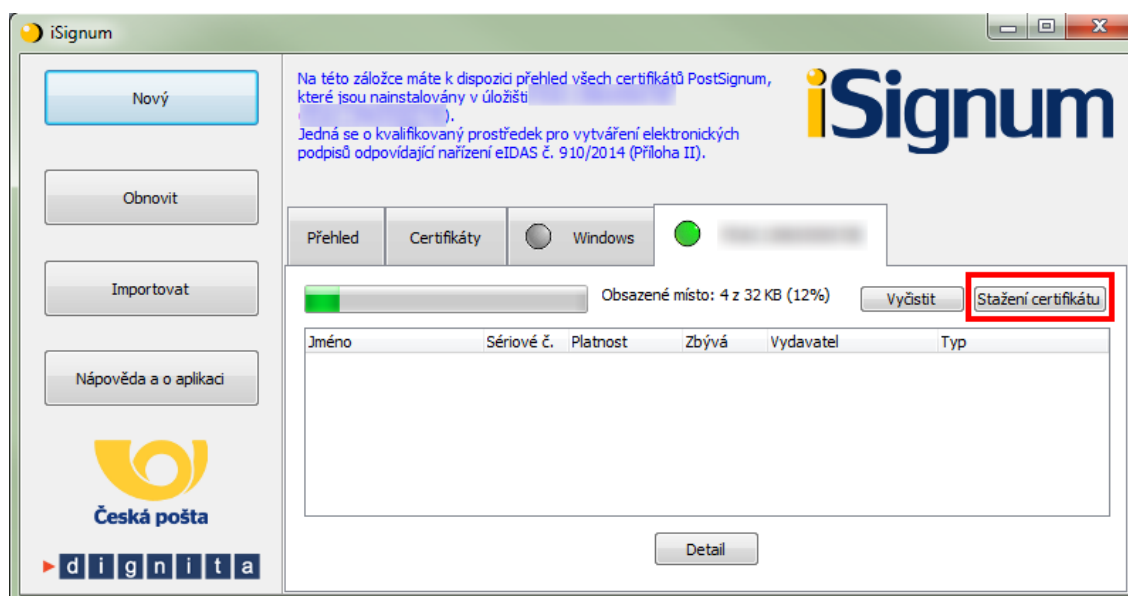 iSignum
Nový
Obnovit
Importovat
Nápověda a o aplikaci
Česká pošta
dignita
Na této záložce máte k dispozici přehled všech certifikátů PostSignum,
které jsou nainstalovány v úložišti
).
Jedná se o kvalifikovaný prostředek pro vytváření elektronických
podpisů odpovídající nařízení eIDAS č. 910/2014 (Příloha II).
iSignum
Přehled Certifikáty Windows
Obsazené místo: 4 z 32 KB (12%) Vyčistit Stažení certifikátu
Jméno Sériové č. Platnost Zbývá Vydavatel Typ
Detail